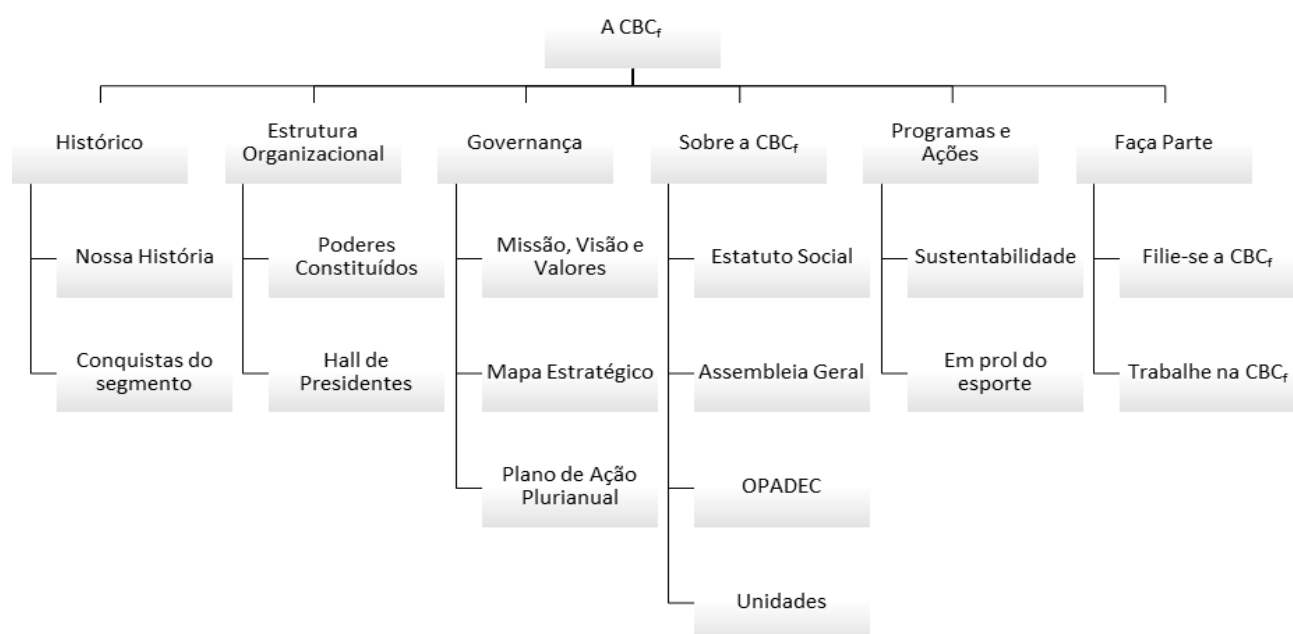 A CBCf
Histórico
Estrutura
Organizacional
Governança
Sobre a CBCf
Programas e
Ações
Faça Parte
Nossa História
Poderes
Constituídos
Missão, Visão e
Valores
Estatuto Social
Sustentabilidade
Filie-se a CBCf
Conquistas do
segmento
Hall de
Presidentes
Mapa Estratégico
Assembleia Geral
Em prol do
esporte
Trabalhe na CBCf
Plano de Ação
Plurianual
OPADEC
Unidades